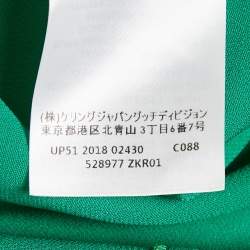 (株)ケリングジャパングッチディビジョン
東京都港区北青山3丁目6番7号
UP51 2018 02430 C088
528977 ZKR01